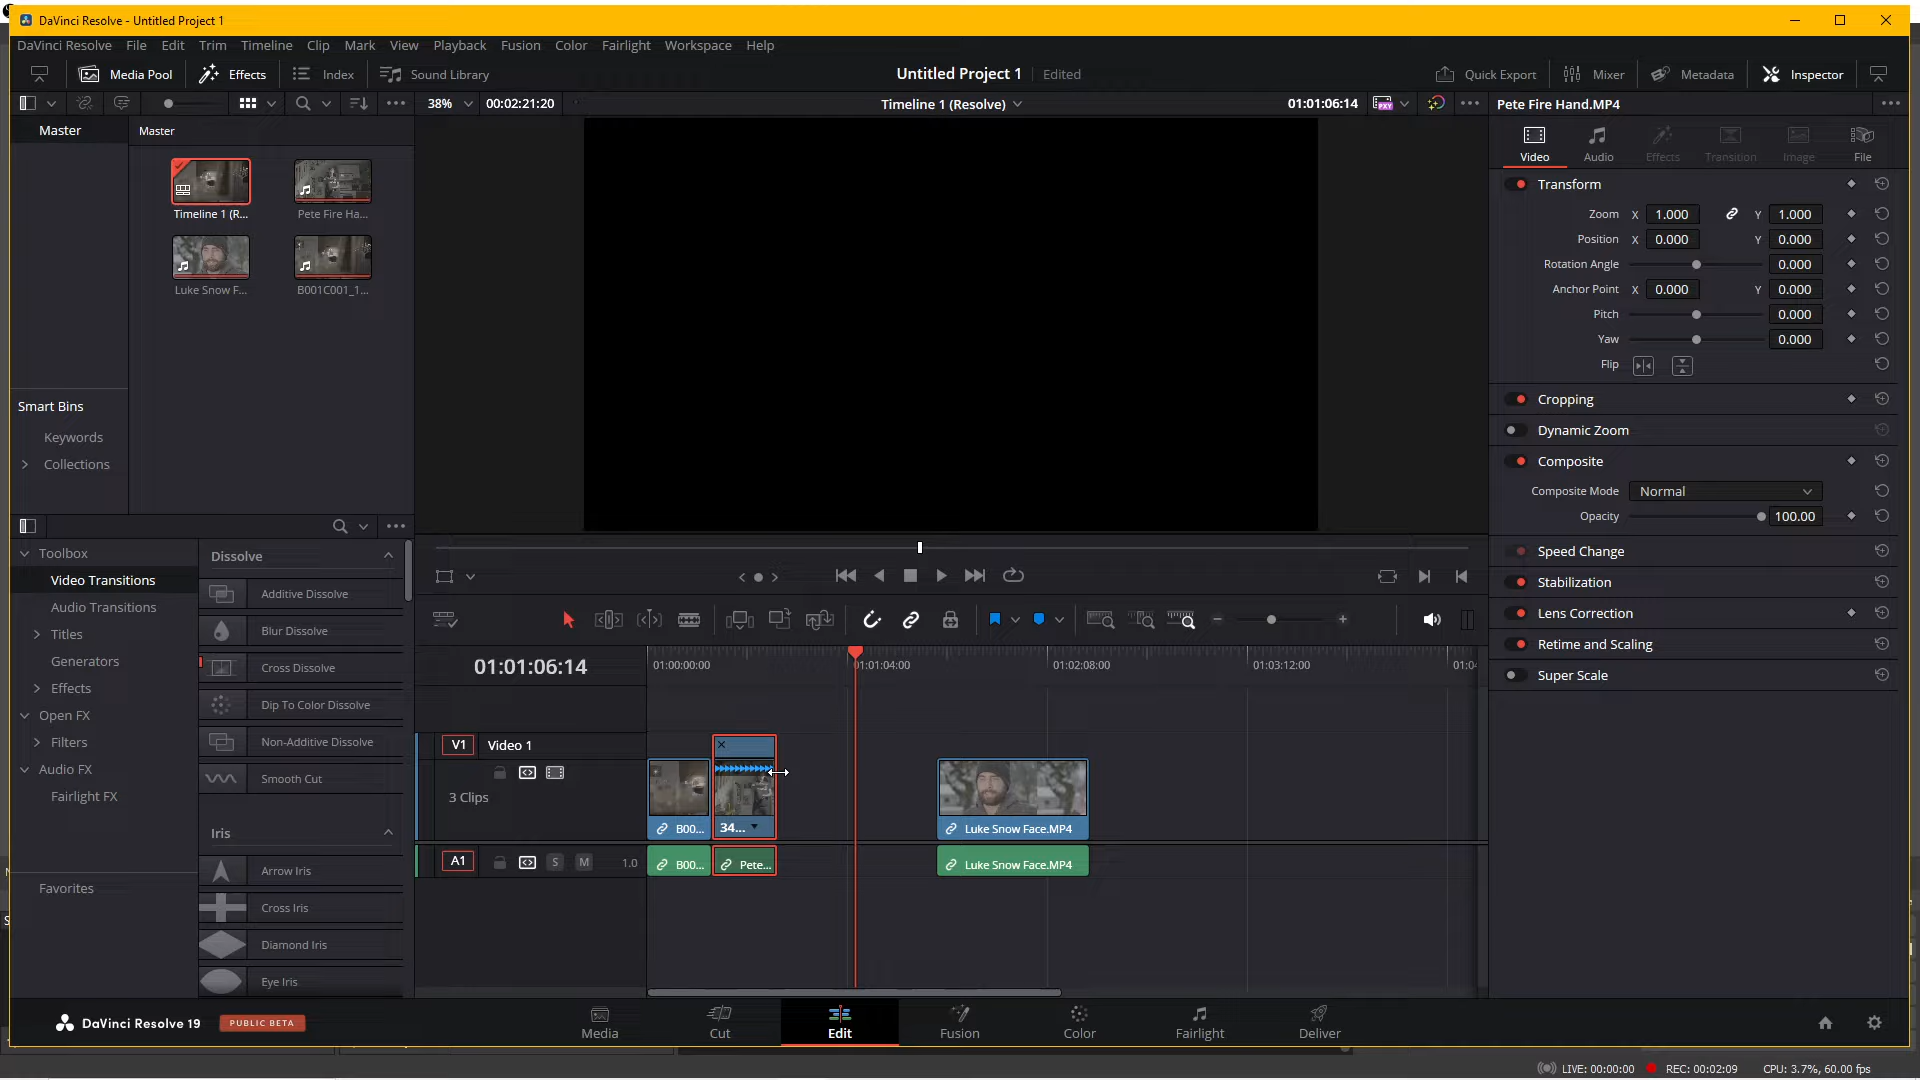 DaVinci Resolve - Untitled Project 1
DaVinci Resolve File Edit Trim Timeline Clip Mark View Playback Fusion Color Fairlight Workspace Help
Media Pool Effects Index Sound Library Untitled Project 1 Edited Quick Export Mixer Metadata Inspector
38% 00:02:21:20 Timeline 1 (Resolve) 01:01:06:14 Pete Fire Hand.MP4
Master Master
Video Audio Effects Transition Image File
Timeline 1 (R... Pete Fire Ha...
Luke Snow F... B001C001_1...
Transform
Zoom X 1.000 Y 1.000
Position X 0.000 Y 0.000
Rotation Angle 0.000
Anchor Point X 0.000 Y 0.000
Pitch 0.000
Yaw 0.000
Flip
Cropping
Dynamic Zoom
Composite
Composite Mode Normal
Opacity 100.00
Speed Change
Stabilization
Lens Correction
Retime and Scaling
Super Scale
Smart Bins
Keywords
Collections
Toolbox
Video Transitions
Audio Transitions
Titles
Generators
Effects
Open FX
Filters
Audio FX
Fairlight FX
Favorites
Dissolve
Additive Dissolve
Blur Dissolve
Cross Dissolve
Dip To Color Dissolve
Non-Additive Dissolve
Smooth Cut
Iris
Arrow Iris
Cross Iris
Diamond Iris
Eye Iris
01:01:06:14 01:00:00:00 01:01:04:00 01:02:08:00 01:03:12:00 01:04
V1 Video 1
3 Clips
B00... 34... Luke Snow Face.MP4
A1 S M 1.0 B00... Pete... Luke Snow Face.MP4
DaVinci Resolve 19 PUBLIC BETA Media Cut Edit Fusion Color Fairlight Deliver
LIVE: 00:00:00 REC: 00:02:09 CPU: 3.7%, 60.00 fps